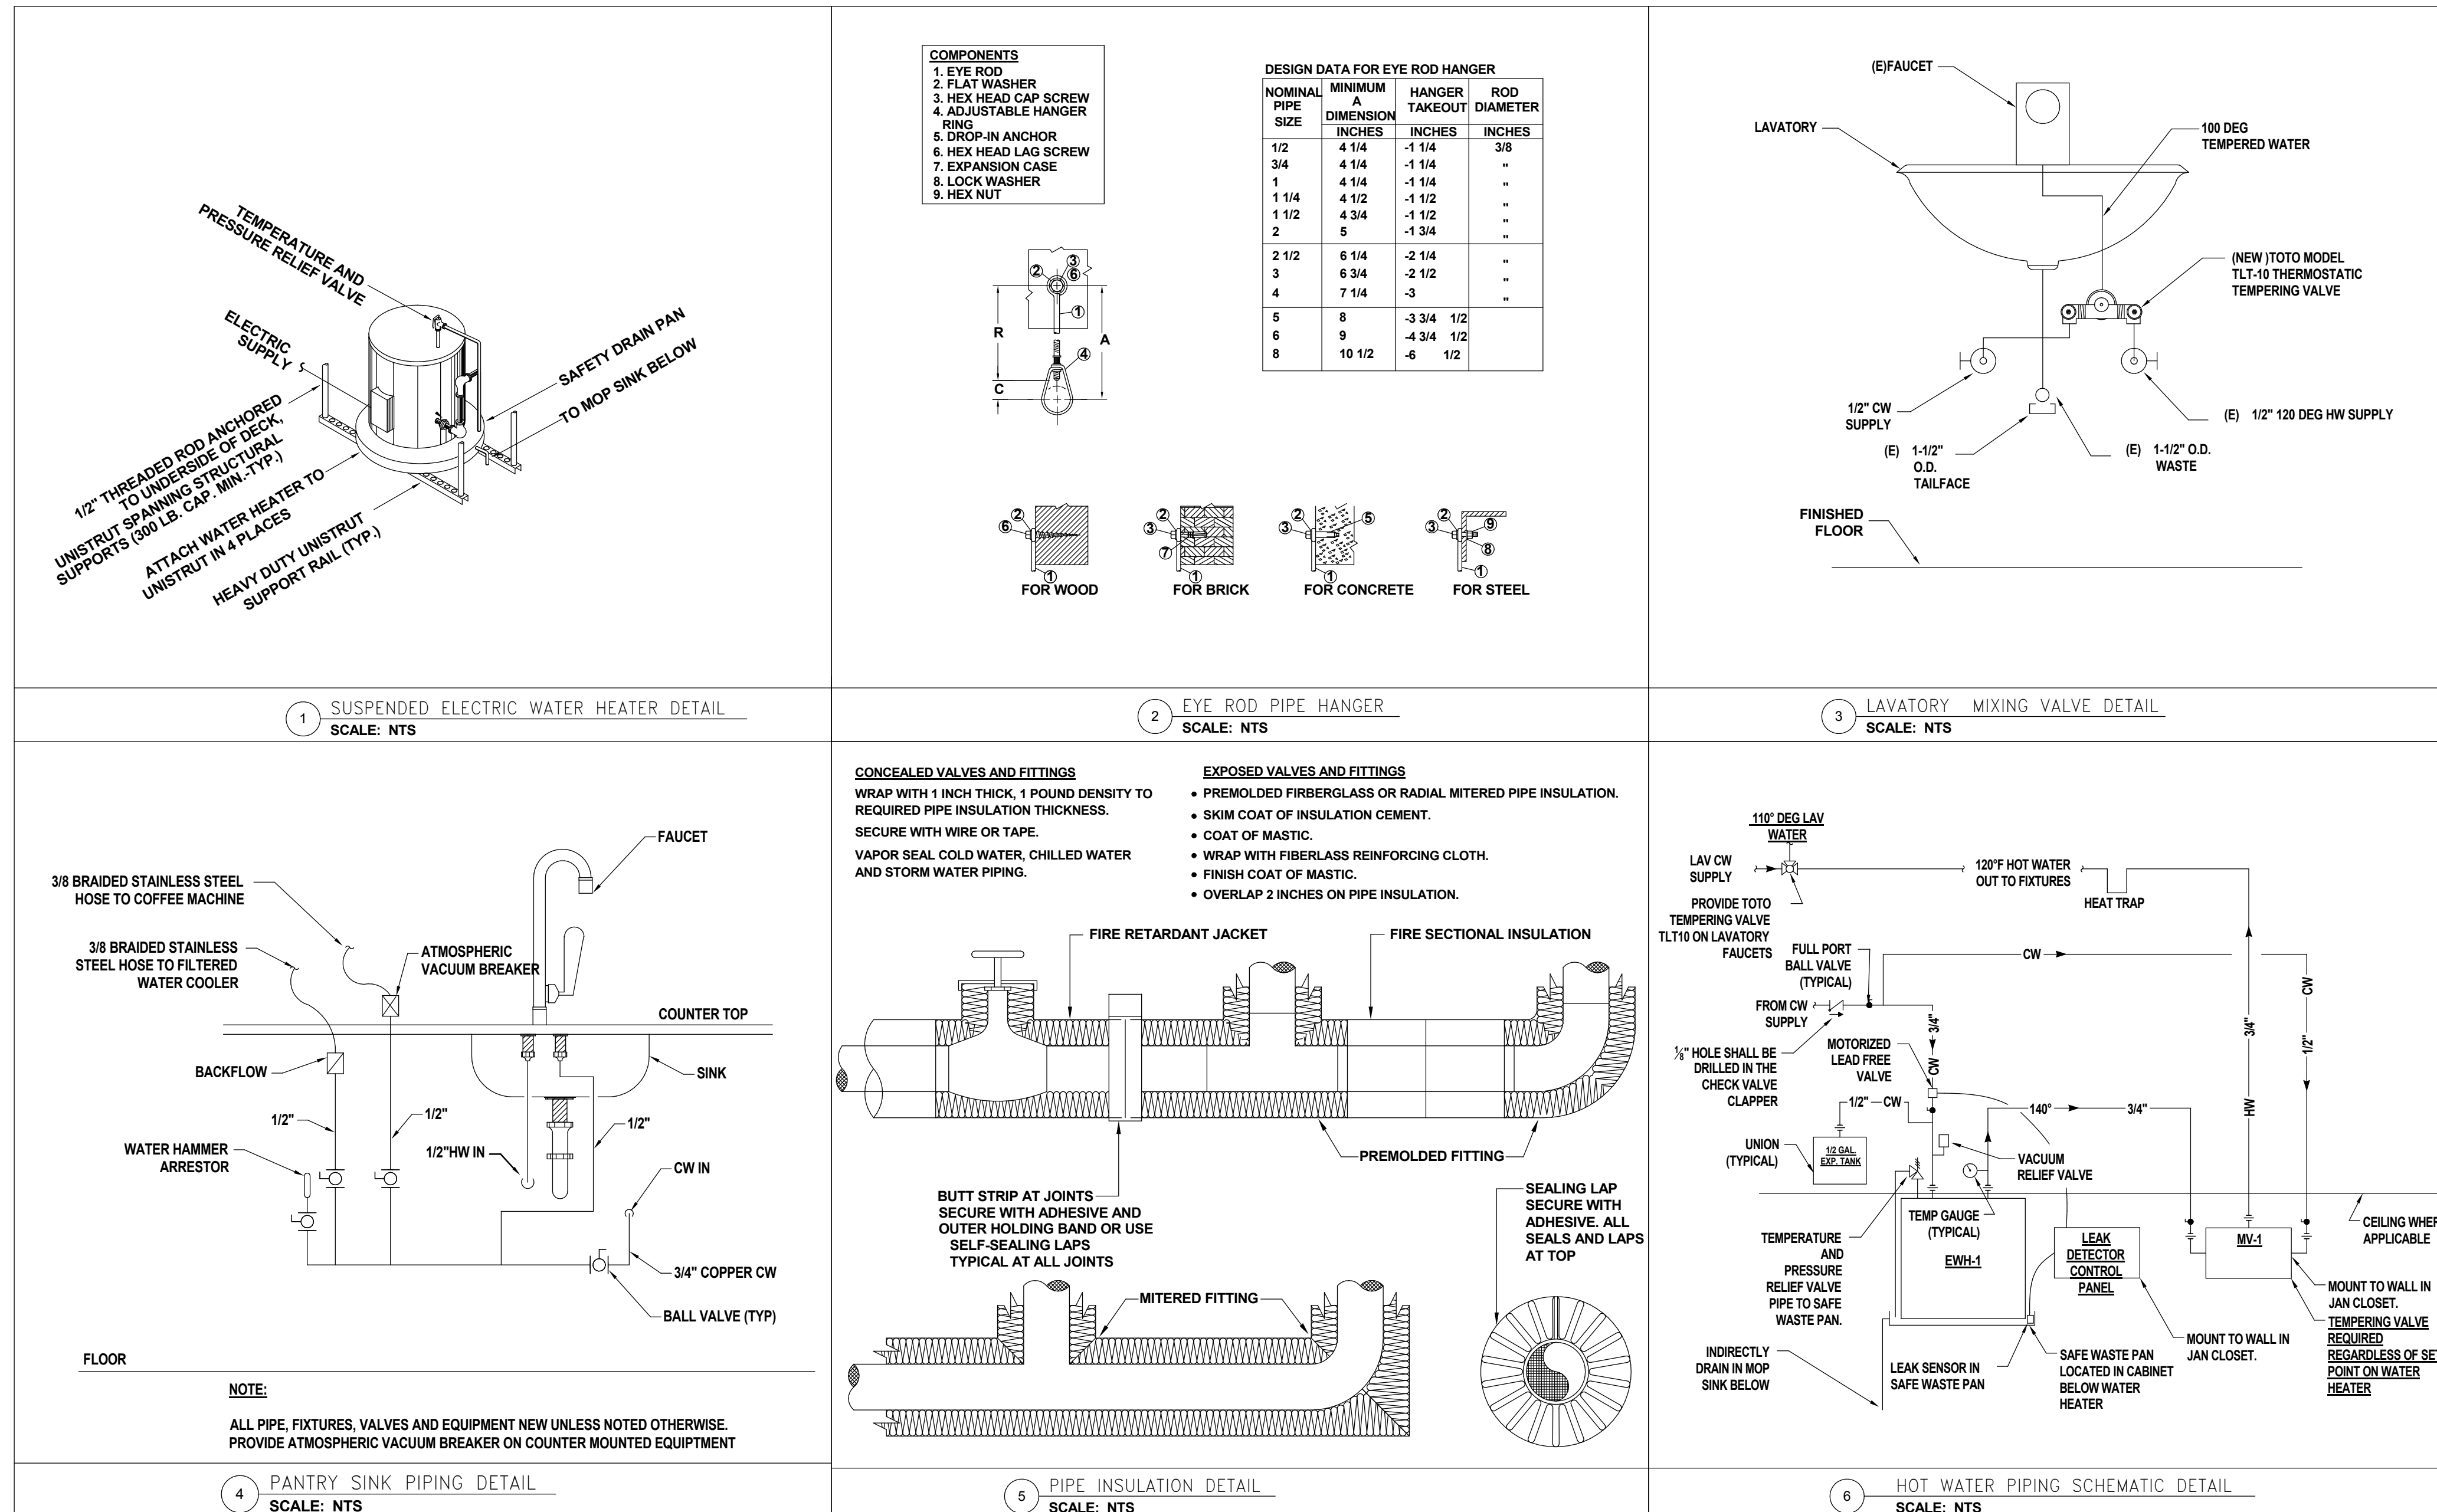 TEMPERATURE AND
PRESSURE RELIEF VALVE
ELECTRIC
SUPPLY
SAFETY DRAIN PAN
TO MOP SINK BELOW
1/2" THREADED ROD ANCHORED
TO UNDERSIDE OF DECK,
UNISTRUT SPANNING STRUCTURAL
SUPPORTS (300 LB. CAP. MIN.-TYP.)
ATTACH WATER HEATER TO
UNISTRUT IN 4 PLACES
HEAVY DUTY UNISTRUT
SUPPORT RAIL (TYP.)
1
SUSPENDED ELECTRIC WATER HEATER DETAIL
SCALE: NTS
COMPONENTS
1. EYE ROD
2. FLAT WASHER
3. HEX HEAD CAP SCREW
4. ADJUSTABLE HANGER
RING
5. DROP-IN ANCHOR
6. HEX HEAD LAG SCREW
7. EXPANSION CASE
8. LOCK WASHER
9. HEX NUT
DESIGN DATA FOR EYE ROD HANGER
NOMINAL PIPE SIZE
MINIMUM A DIMENSION
HANGER TAKEOUT
ROD DIAMETER
INCHES INCHES INCHES
1/2 4 1/4 -1 1/4 3/8
3/4 4 1/4 -1 1/4 "
1 4 1/4 -1 1/4 "
1 1/4 4 1/2 -1 1/2 "
1 1/2 4 3/4 -1 1/2 "
2 5 -1 3/4 "
2 1/2 6 1/4 -2 1/4 "
3 6 3/4 -2 1/2 "
4 7 1/4 -3 "
5 8 -3 3/4 1/2
6 9 -4 3/4 1/2
8 10 1/2 -6 1/2
2
3
6
1
R
A
4
C
2
6
1
FOR WOOD
2
3
7
1
FOR BRICK
2
3
5
1
FOR CONCRETE
2
3
9
8
1
FOR STEEL
2
EYE ROD PIPE HANGER
SCALE: NTS
(E)FAUCET
LAVATORY
100 DEG
TEMPERED WATER
(NEW )TOTO MODEL
TLT-10 THERMOSTATIC
TEMPERING VALVE
1/2" CW
SUPPLY
(E) 1/2" 120 DEG HW SUPPLY
(E) 1-1/2"
O.D.
TAILFACE
(E) 1-1/2" O.D.
WASTE
FINISHED
FLOOR
3
LAVATORY MIXING VALVE DETAIL
SCALE: NTS
FAUCET
3/8 BRAIDED STAINLESS STEEL
HOSE TO COFFEE MACHINE
3/8 BRAIDED STAINLESS
STEEL HOSE TO FILTERED
WATER COOLER
ATMOSPHERIC
VACUUM BREAKER
COUNTER TOP
BACKFLOW
SINK
1/2"
1/2"
1/2"
WATER HAMMER
ARRESTOR
1/2"HW IN
CW IN
3/4" COPPER CW
BALL VALVE (TYP)
FLOOR
NOTE:
ALL PIPE, FIXTURES, VALVES AND EQUIPMENT NEW UNLESS NOTED OTHERWISE.
PROVIDE ATMOSPHERIC VACUUM BREAKER ON COUNTER MOUNTED EQUIPTMENT
4
PANTRY SINK PIPING DETAIL
SCALE: NTS
CONCEALED VALVES AND FITTINGS
WRAP WITH 1 INCH THICK, 1 POUND DENSITY TO
REQUIRED PIPE INSULATION THICKNESS.
SECURE WITH WIRE OR TAPE.
VAPOR SEAL COLD WATER, CHILLED WATER
AND STORM WATER PIPING.
EXPOSED VALVES AND FITTINGS
• PREMOLDED FIRBERGLASS OR RADIAL MITERED PIPE INSULATION.
• SKIM COAT OF INSULATION CEMENT.
• COAT OF MASTIC.
• WRAP WITH FIBERLASS REINFORCING CLOTH.
• FINISH COAT OF MASTIC.
• OVERLAP 2 INCHES ON PIPE INSULATION.
FIRE RETARDANT JACKET
FIRE SECTIONAL INSULATION
PREMOLDED FITTING
BUTT STRIP AT JOINTS
SECURE WITH ADHESIVE AND
OUTER HOLDING BAND OR USE
SELF-SEALING LAPS
TYPICAL AT ALL JOINTS
SEALING LAP
SECURE WITH
ADHESIVE. ALL
SEALS AND LAPS
AT TOP
MITERED FITTING
5
PIPE INSULATION DETAIL
SCALE: NTS
110° DEG LAV
WATER
LAV CW
SUPPLY
120°F HOT WATER
OUT TO FIXTURES
HEAT TRAP
PROVIDE TOTO
TEMPERING VALVE
TLT10 ON LAVATORY
FAUCETS
FULL PORT
BALL VALVE
(TYPICAL)
CW
CW
FROM CW
SUPPLY
3/4"
CW
3/4"
HW
1/2"
⅛" HOLE SHALL BE
DRILLED IN THE
CHECK VALVE
CLAPPER
MOTORIZED
LEAD FREE
VALVE
1/2" CW
140°
3/4"
UNION
(TYPICAL)
1/2 GAL.
EXP. TANK
VACUUM
RELIEF VALVE
TEMP GAUGE
(TYPICAL)
CEILING WHER
APPLICABLE
TEMPERATURE
AND
PRESSURE
RELIEF VALVE
PIPE TO SAFE
WASTE PAN.
EWH-1
LEAK
DETECTOR
CONTROL
PANEL
MV-1
MOUNT TO WALL IN
JAN CLOSET.
TEMPERING VALVE
REQUIRED
REGARDLESS OF SET
POINT ON WATER
HEATER
MOUNT TO WALL IN
JAN CLOSET.
INDIRECTLY
DRAIN IN MOP
SINK BELOW
LEAK SENSOR IN
SAFE WASTE PAN
SAFE WASTE PAN
LOCATED IN CABINET
BELOW WATER
HEATER
6
HOT WATER PIPING SCHEMATIC DETAIL
SCALE: NTS